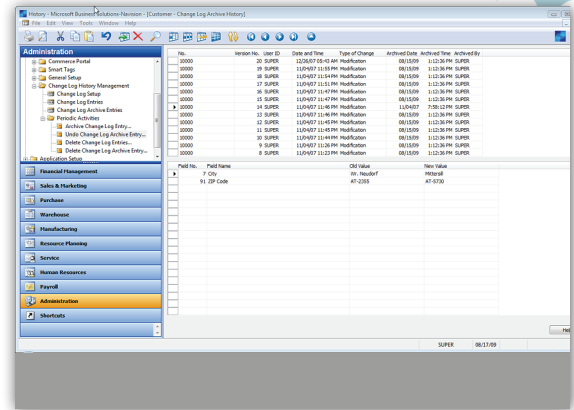 History - Microsoft Business Solutions-Navision - [Customer - Change Log Archive History]
File Edit View Tools Window Help
Administration
Commerce Portal
Smart Tags
General Setup
Change Log History Management
Change Log Setup
Change Log Entries
Change Log Archive Entries
Periodic Activities
Archive Change Log Entry...
Undo Change Log Archive Entry...
Delete Change Log Entries...
Delete Change Log Archive Entry...
Application Setup
Financial Management
Sales & Marketing
Purchase
Warehouse
Manufacturing
Resource Planning
Service
Human Resources
Payroll
Administration
Shortcuts
No. Version No. User ID Date and Time Type of Change Archived Date Archived Time Archived By
10000 20 SUPER 12/26/07 05:43 AM Modification 08/15/09 1:12:36 PM SUPER
10000 19 SUPER 11/04/07 11:55 PM Modification 08/15/09 1:12:36 PM SUPER
10000 18 SUPER 11/04/07 11:54 PM Modification 08/15/09 1:12:36 PM SUPER
10000 17 SUPER 11/04/07 11:51 PM Modification 08/15/09 1:12:36 PM SUPER
10000 16 SUPER 11/04/07 11:47 PM Modification 08/15/09 1:12:36 PM SUPER
10000 15 SUPER 11/04/07 11:47 PM Modification 08/15/09 1:12:36 PM SUPER
10000 14 SUPER 11/04/07 11:46 PM Modification 11/04/07 7:58:12 PM SUPER
10000 13 SUPER 11/04/07 11:46 PM Modification 08/15/09 1:12:36 PM SUPER
10000 12 SUPER 11/04/07 11:45 PM Modification 08/15/09 1:12:36 PM SUPER
10000 11 SUPER 11/04/07 11:45 PM Modification 08/15/09 1:12:36 PM SUPER
10000 10 SUPER 11/04/07 11:44 PM Modification 08/15/09 1:12:36 PM SUPER
10000 9 SUPER 11/04/07 11:26 PM Modification 08/15/09 1:12:36 PM SUPER
10000 8 SUPER 11/04/07 11:23 PM Modification 08/15/09 1:12:36 PM SUPER
Field No. Field Name Old Value New Value
7 City Wr. Neudorf Mittersill
91 ZIP Code AT-2355 AT-5730
Hel
SUPER 08/17/09